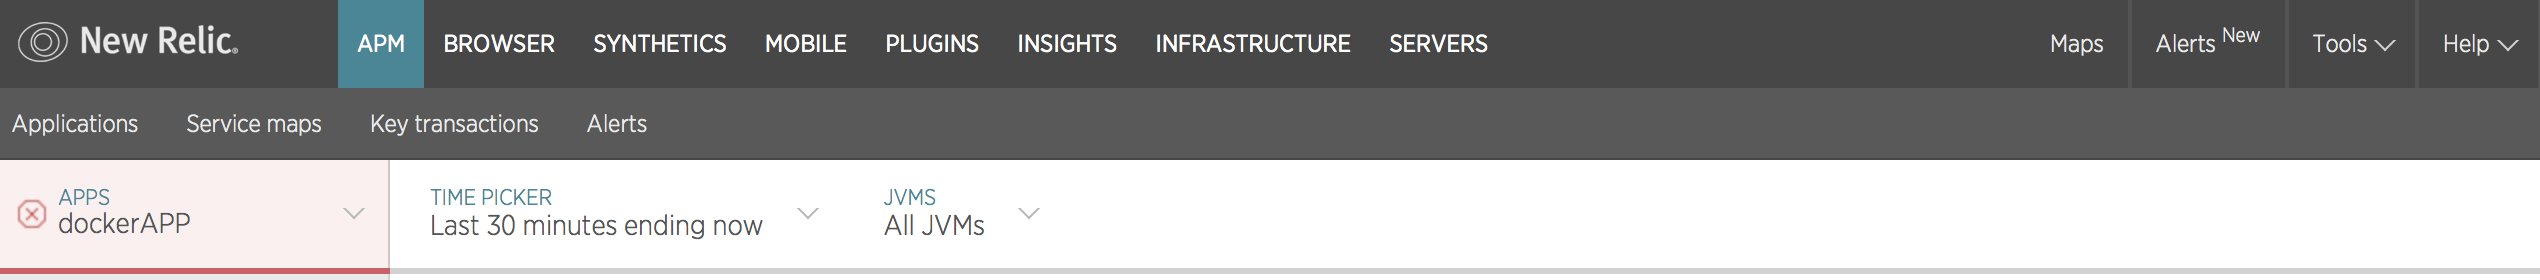 New Relic. APM BROWSER SYNTHETICS MOBILE PLUGINS INSIGHTS INFRASTRUCTURE SERVERS Maps Alerts New Tools Help
Applications Service maps Key transactions Alerts
APPS TIME PICKER JVMS
dockerAPP Last 30 minutes ending now All JVMs